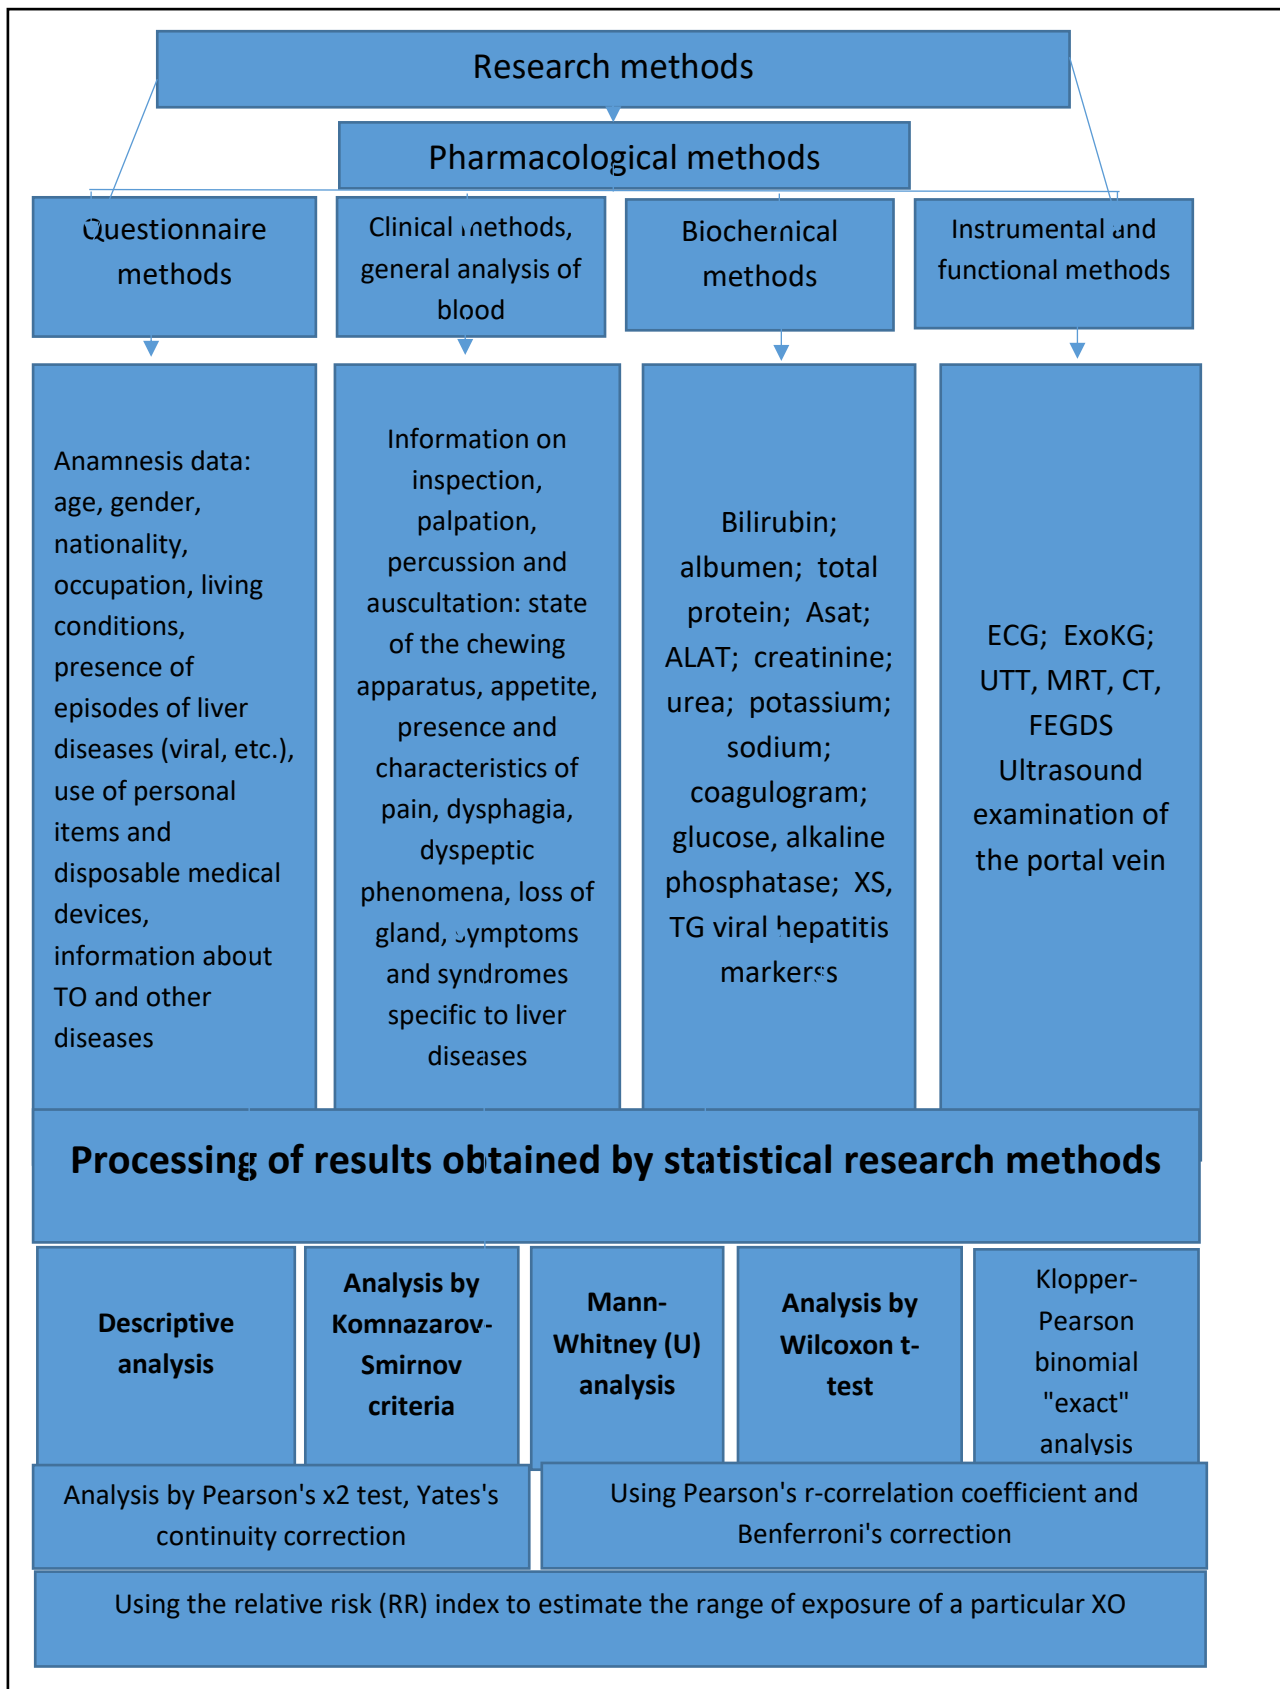 Research methods
Pharmacological methods
Questionnaire
methods
Clinical methods,
general analysis of
blood
Biochemical
methods
Instrumental and
functional methods
Anamnesis data:
age, gender,
nationality,
occupation, living
conditions,
presence of
episodes of liver
diseases (viral, etc.),
use of personal
items and
disposable medical
devices,
information about
TO and other
diseases
Information on
inspection,
palpation,
percussion and
auscultation: state
of the chewing
apparatus, appetite,
presence and
characteristics of
pain, dysphagia,
dyspeptic
phenomena, loss of
gland, symptoms
and syndromes
specific to liver
diseases
Bilirubin;
albumen; total
protein; Asat;
ALAT; creatinine;
urea; potassium;
sodium;
coagulogram;
glucose, alkaline
phosphatase; XS,
TG viral hepatitis
markerss
ECG; ExoKG;
UTT, MRT, CT,
FEGDS
Ultrasound
examination of
the portal vein
Processing of results obtained by statistical research methods
Descriptive
analysis
Analysis by
Komnazarov-
Smirnov
criteria
Mann-
Whitney (U)
analysis
Analysis by
Wilcoxon t-
test
Klopper-
Pearson
binomial
"exact"
analysis
Analysis by Pearson's x2 test, Yates's
continuity correction
Using Pearson's r-correlation coefficient and
Benferroni's correction
Using the relative risk (RR) index to estimate the range of exposure of a particular XO